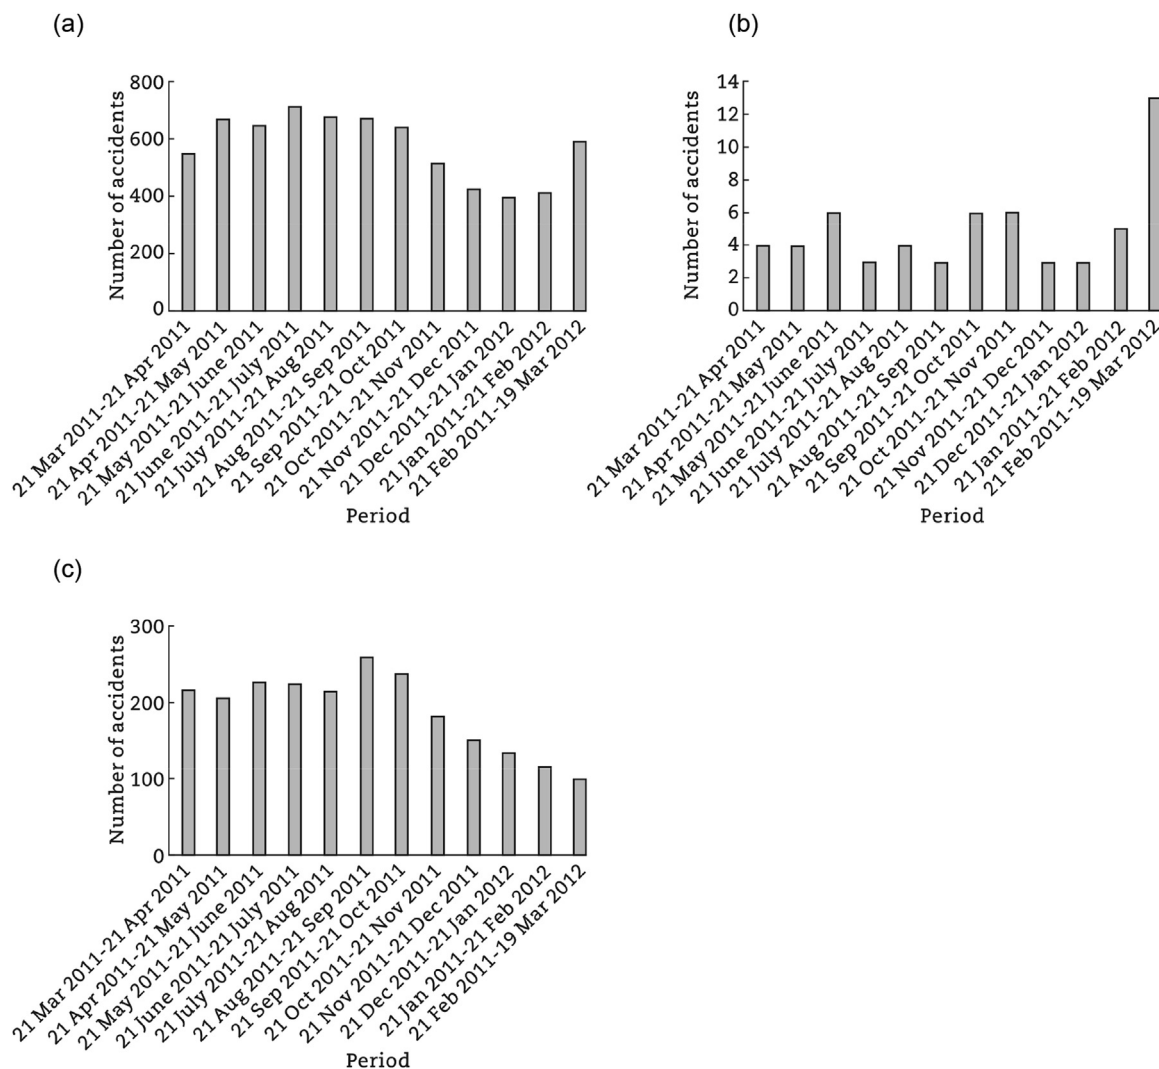 (a)
Number of accidents
800
600
400
200
0
21 Mar 2011-21 Apr 2011
21 Apr 2011-21 May 2011
21 May 2011-21 June 2011
21 June 2011-21 July 2011
21 July 2011-21 Aug 2011
21 Aug 2011-21 Sep 2011
21 Sep 2011-21 Oct 2011
21 Oct 2011-21 Nov 2011
21 Nov 2011-21 Dec 2011
21 Dec 2011-21 Jan 2012
21 Jan 2011-21 Feb 2012
21 Feb 2011-19 Mar 2012
Period
(b)
Number of accidents
14
12
10
8
6
4
2
0
21 Mar 2011-21 Apr 2011
21 Apr 2011-21 May 2011
21 May 2011-21 June 2011
21 June 2011-21 July 2011
21 July 2011-21 Aug 2011
21 Aug 2011-21 Sep 2011
21 Sep 2011-21 Oct 2011
21 Oct 2011-21 Nov 2011
21 Nov 2011-21 Dec 2011
21 Dec 2011-21 Jan 2012
21 Jan 2011-21 Feb 2012
21 Feb 2011-19 Mar 2012
Period
(c)
Number of accidents
300
200
100
0
21 Mar 2011-21 Apr 2011
21 Apr 2011-21 May 2011
21 May 2011-21 June 2011
21 June 2011-21 July 2011
21 July 2011-21 Aug 2011
21 Aug 2011-21 Sep 2011
21 Sep 2011-21 Oct 2011
21 Oct 2011-21 Nov 2011
21 Nov 2011-21 Dec 2011
21 Dec 2011-21 Jan 2012
21 Jan 2011-21 Feb 2012
21 Feb 2011-19 Mar 2012
Period